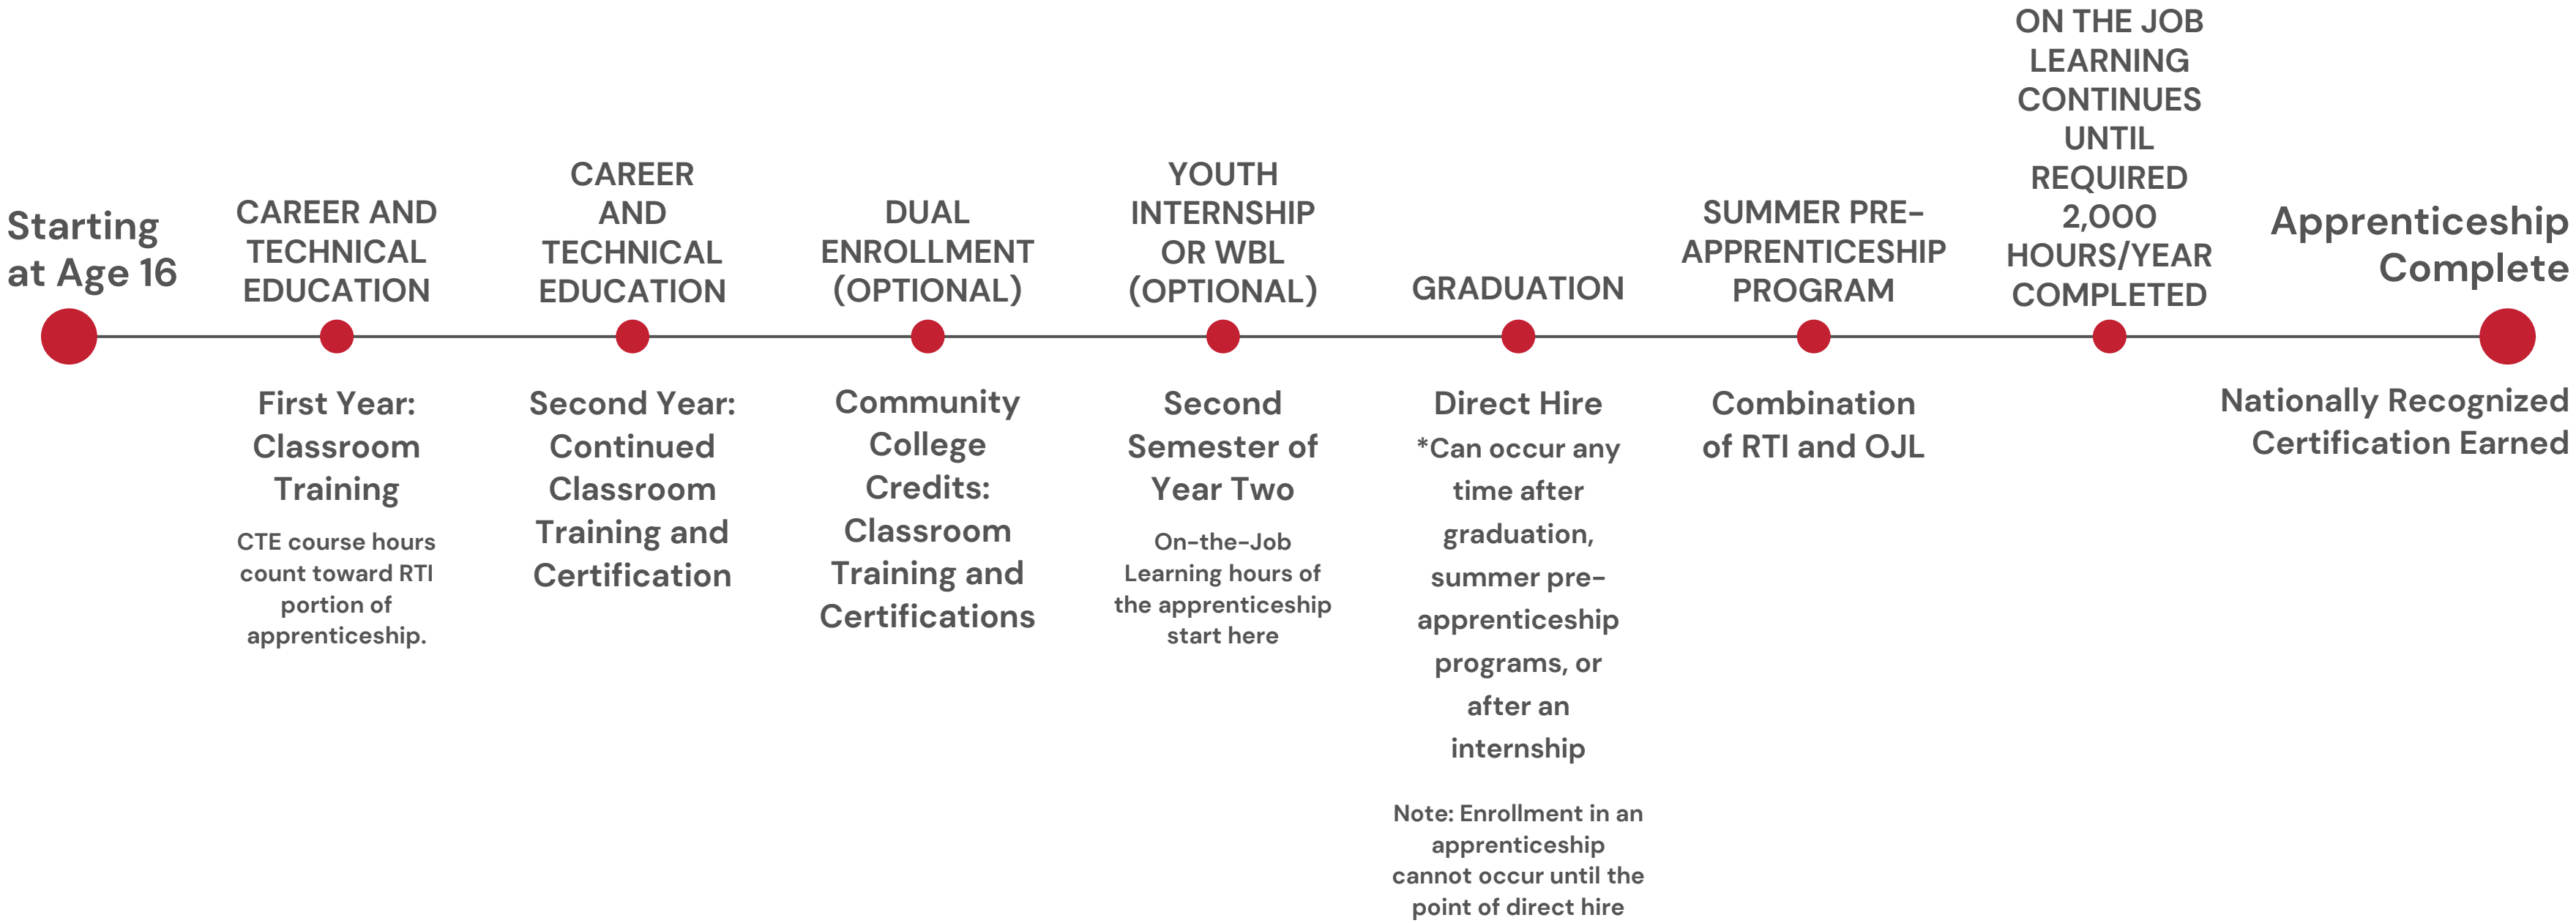 Starting
at Age 16
CAREER AND
TECHNICAL
EDUCATION
First Year:
Classroom
Training
CTE course hours
count toward RTI
portion of
apprenticeship.
CAREER
AND
TECHNICAL
EDUCATION
Second Year:
Continued
Classroom
Training and
Certification
DUAL
ENROLLMENT
(OPTIONAL)
Community
College
Credits:
Classroom
Training and
Certifications
YOUTH
INTERNSHIP
OR WBL
(OPTIONAL)
Second
Semester of
Year Two
On-the-Job
Learning hours of
the apprenticeship
start here
GRADUATION
Direct Hire
*Can occur any
time after
graduation,
summer pre-
apprenticeship
programs, or
after an
internship
Note: Enrollment in an
apprenticeship
cannot occur until the
point of direct hire
SUMMER PRE-
APPRENTICESHIP
PROGRAM
Combination
of RTI and OJL
ON THE JOB
LEARNING
CONTINUES
UNTIL
REQUIRED
2,000
HOURS/YEAR
COMPLETED
Apprenticeship
Complete
Nationally Recognized
Certification Earned